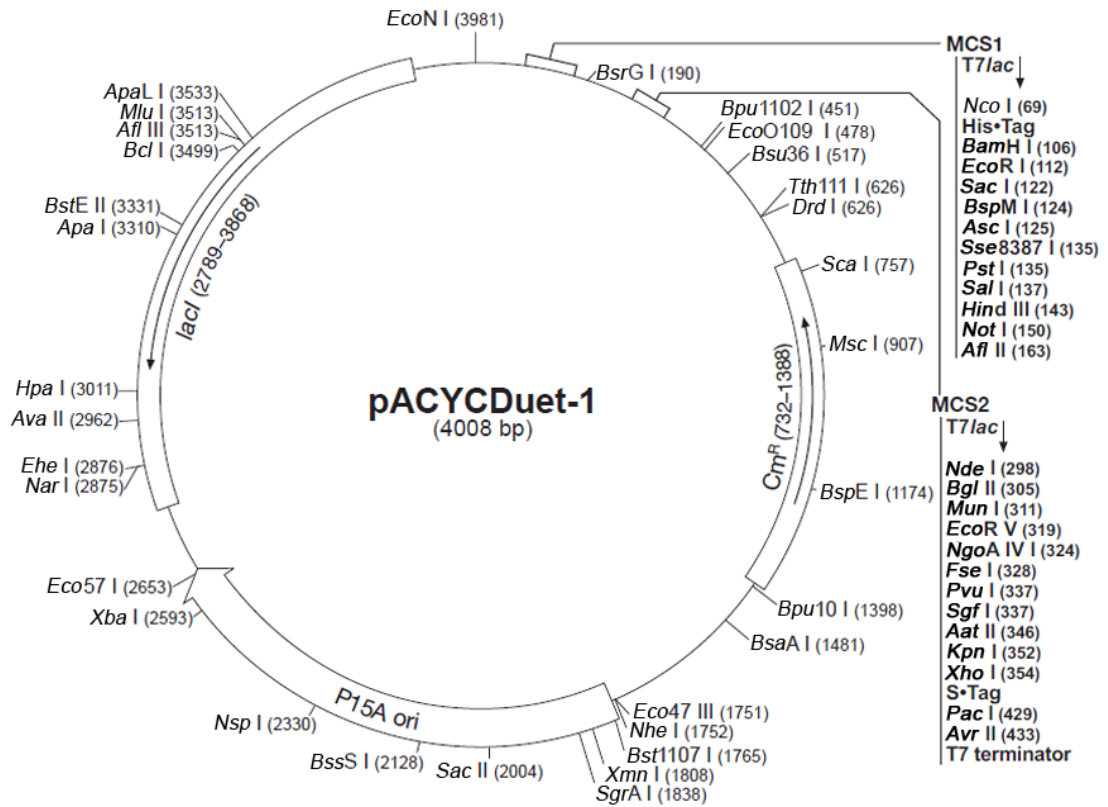 EcoN I (3981)
BsrG I (190)
Bpu1102 I (451)
EcoO109 I (478)
Bsu36 I (517)
Tth111 I (626)
Drd I (626)
Sca I (757)
Msc I (907)
CmR (732–1388)
BspE I (1174)
Bpu10 I (1398)
BsaA I (1481)
Eco47 III (1751)
Nhe I (1752)
Bst1107 I (1765)
Xmn I (1808)
SgrA I (1838)
Sac II (2004)
BssS I (2128)
Nsp I (2330)
P15A ori
Xba I (2593)
Eco57 I (2653)
Nar I (2875)
Ehe I (2876)
Ava II (2962)
Hpa I (3011)
lacI (2789–3868)
Apa I (3310)
BstE II (3331)
Bcl I (3499)
Afl III (3513)
Mlu I (3513)
ApaL I (3533)
pACYCDuet-1
(4008 bp)
MCS1
T7lac
Nco I (69)
His•Tag
BamH I (106)
EcoR I (112)
Sac I (122)
BspM I (124)
Asc I (125)
Sse8387 I (135)
Pst I (135)
Sal I (137)
Hind III (143)
Not I (150)
Afl II (163)
MCS2
T7lac
Nde I (298)
Bgl II (305)
Mun I (311)
EcoR V (319)
NgoA IV I (324)
Fse I (328)
Pvu I (337)
Sgf I (337)
Aat II (346)
Kpn I (352)
Xho I (354)
S•Tag
Pac I (429)
Avr II (433)
T7 terminator